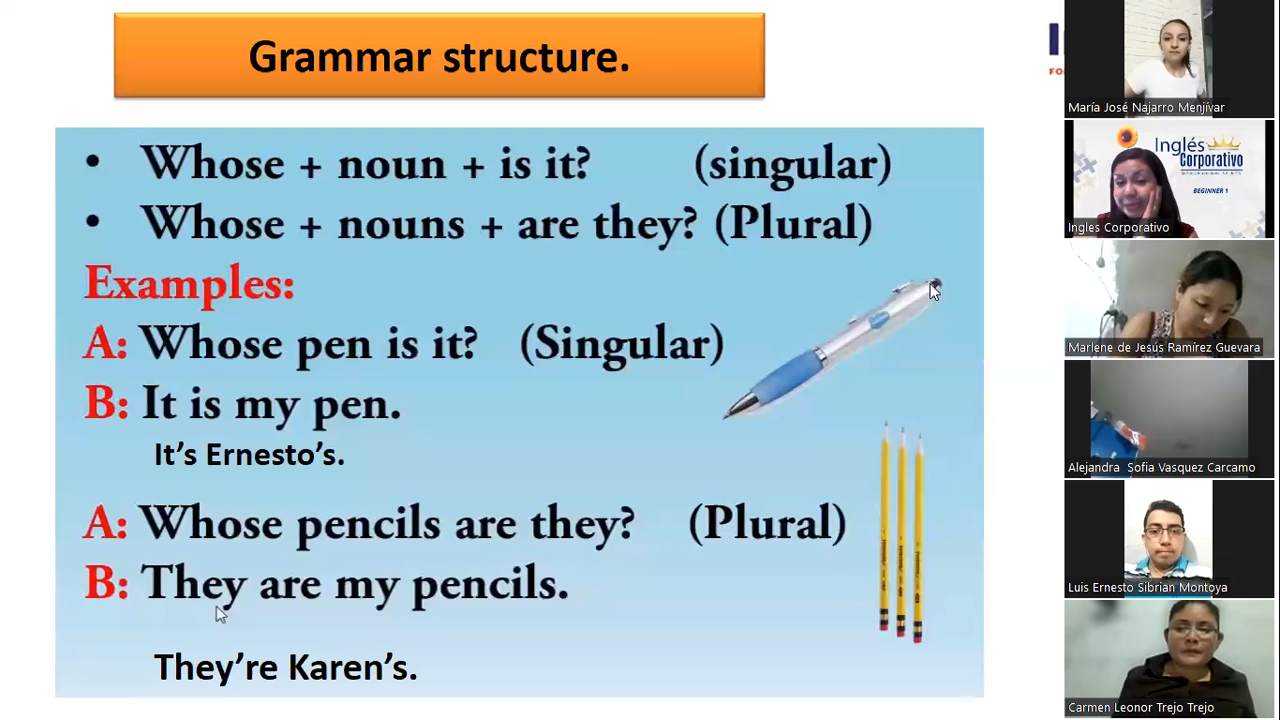 Grammar structure.
• Whose + noun + is it? (singular)
• Whose + nouns + are they? (Plural)
Examples:
A: Whose pen is it? (Singular)
B: It is my pen.
It's Ernesto's.
A: Whose pencils are they? (Plural)
B: They are my pencils.
They're Karen's.
María José Najarro Menjívar
Inglés
Corporativo
BEGINNER 1
Ingles Corporativo
Marlene de Jesús Ramírez Guevara
Alejandra Sofia Vasquez Carcamo
Luis Ernesto Sibrian Montoya
Carmen Leonor Trejo Trejo